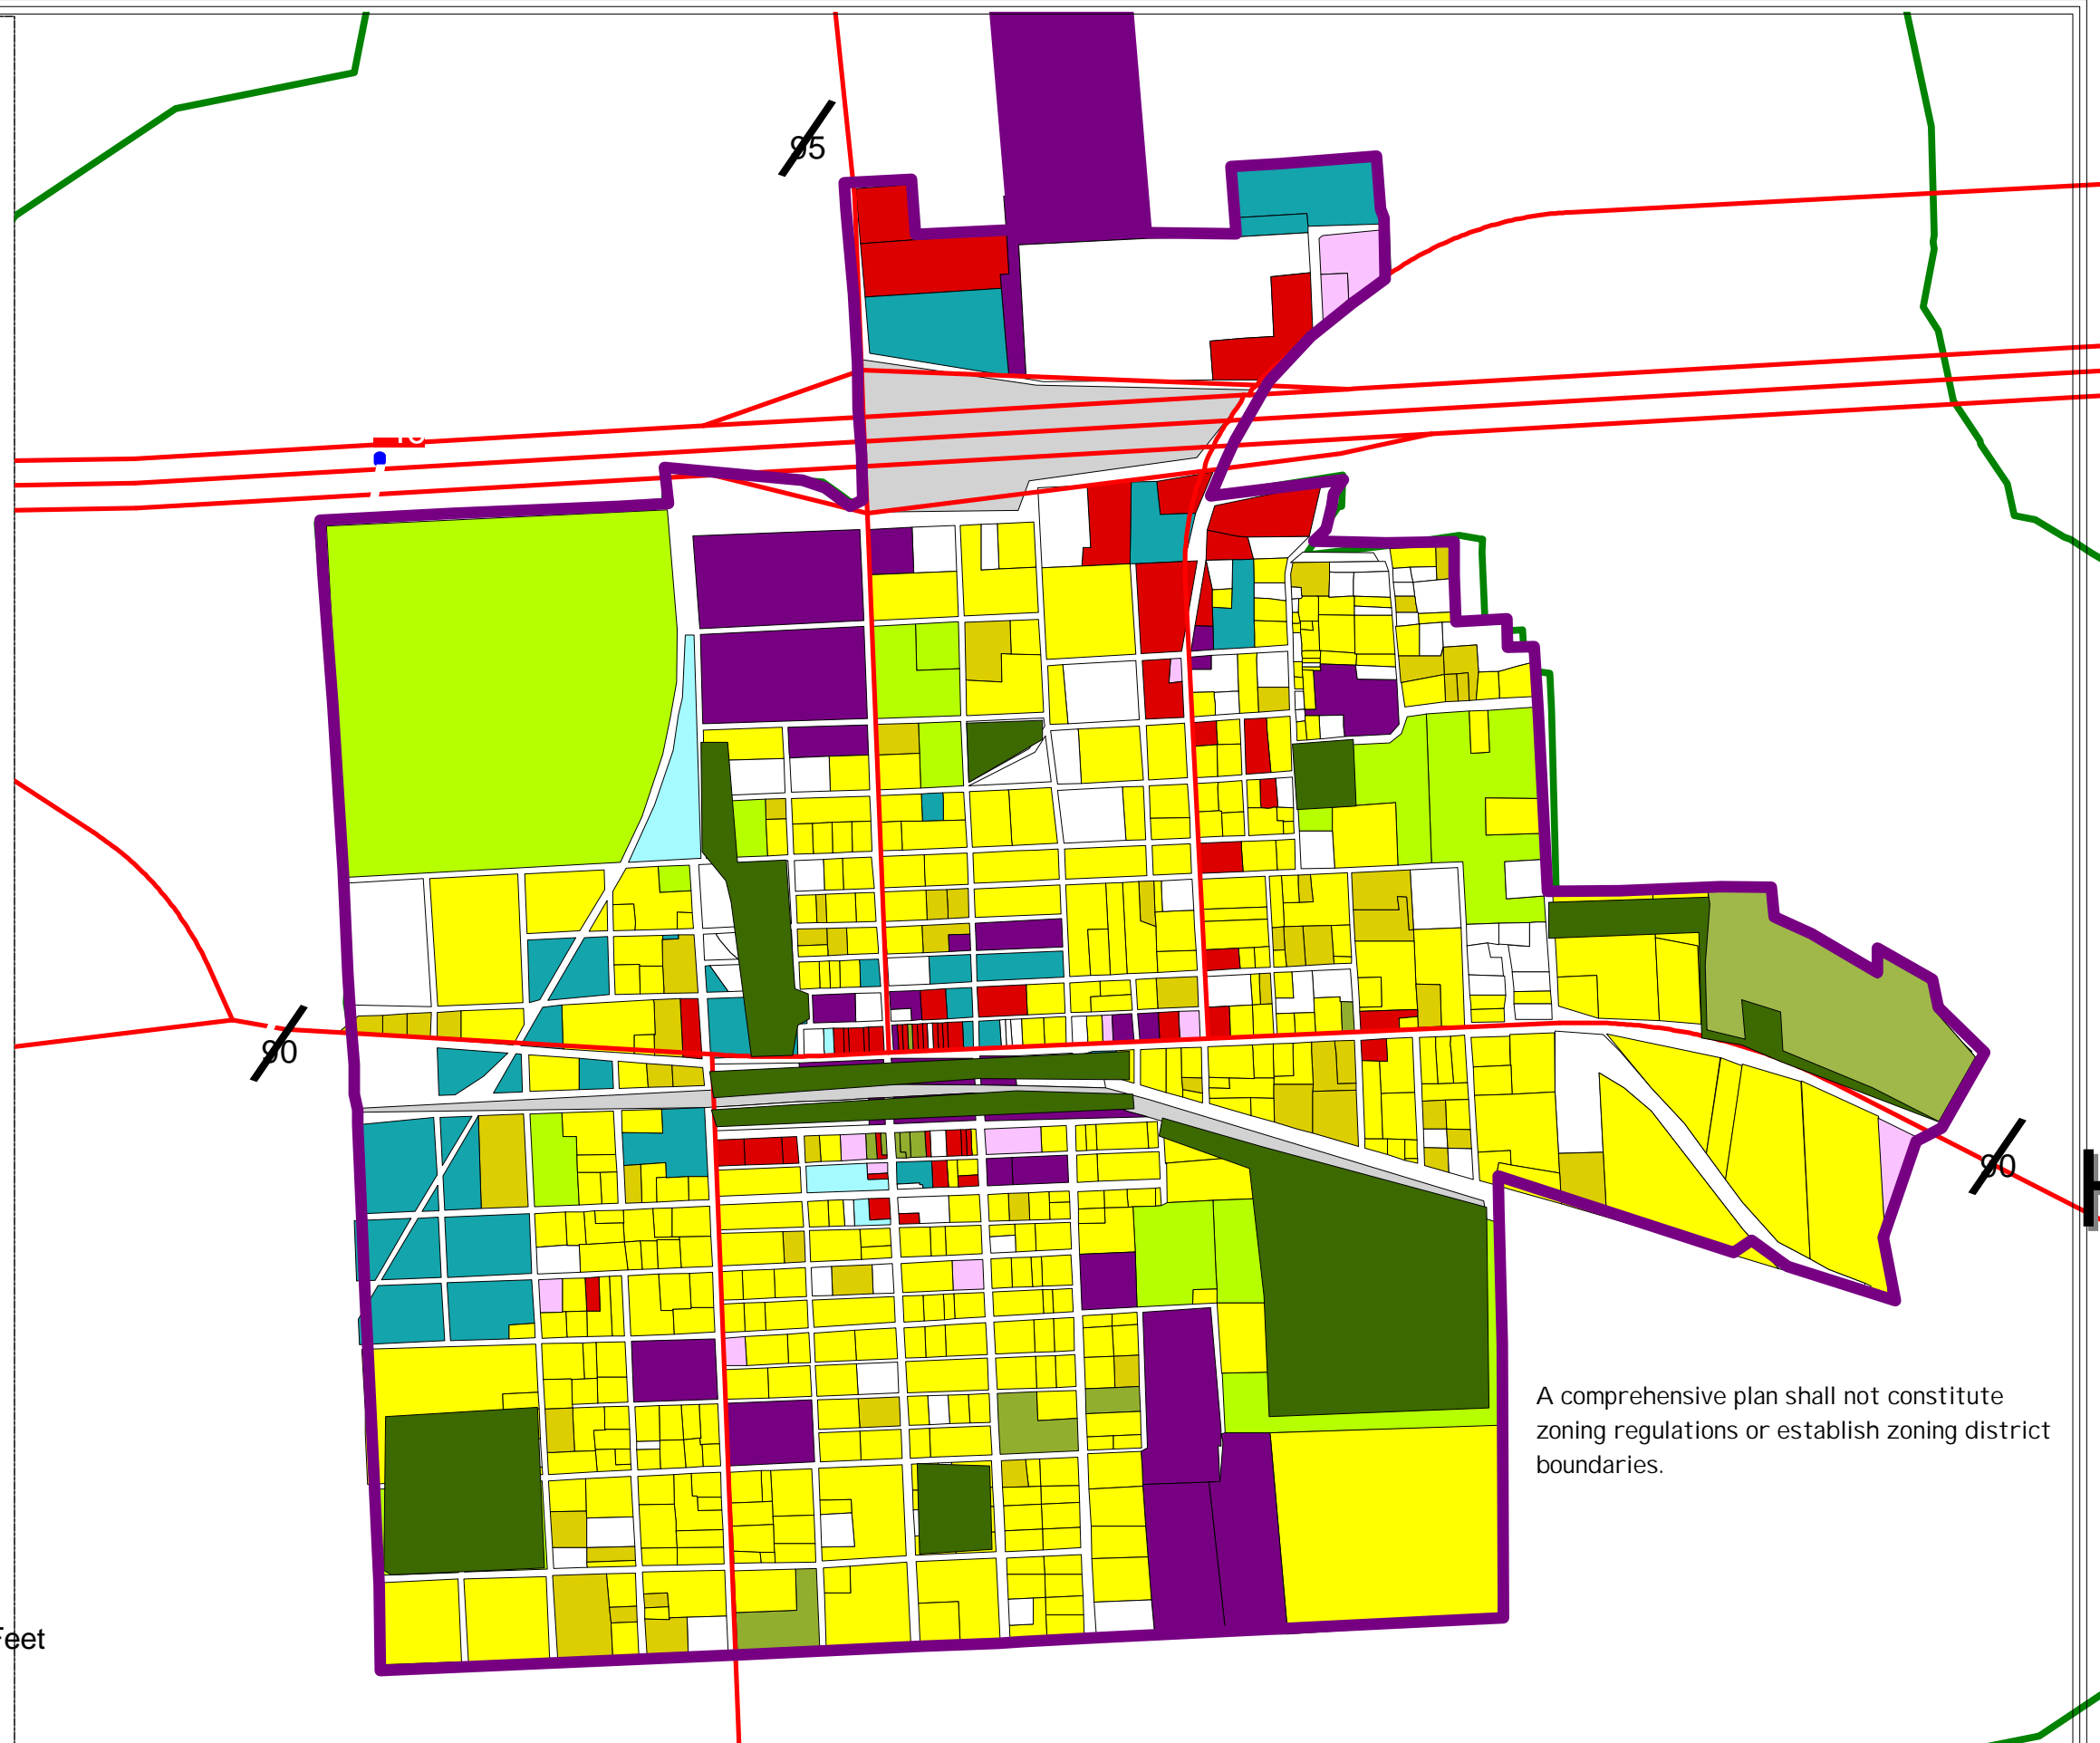 95
90
90
A comprehensive plan shall not constitute
zoning regulations or establish zoning district
boundaries.
Feet